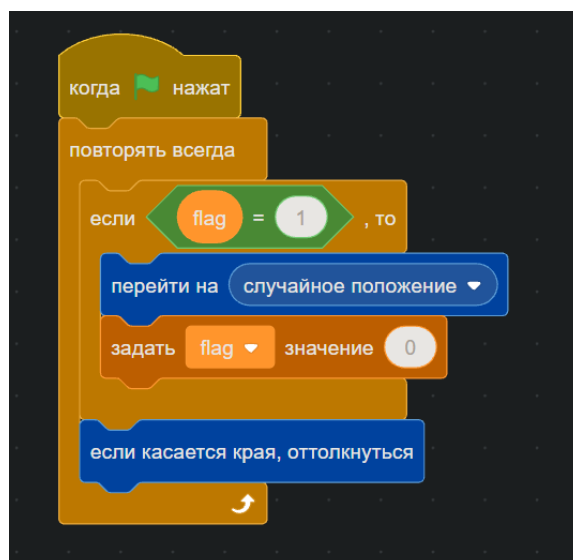 когда нажат
повторять всегда
если flag = 1 , то
перейти на случайное положение
задать flag значение 0
если касается края, оттолкнуться